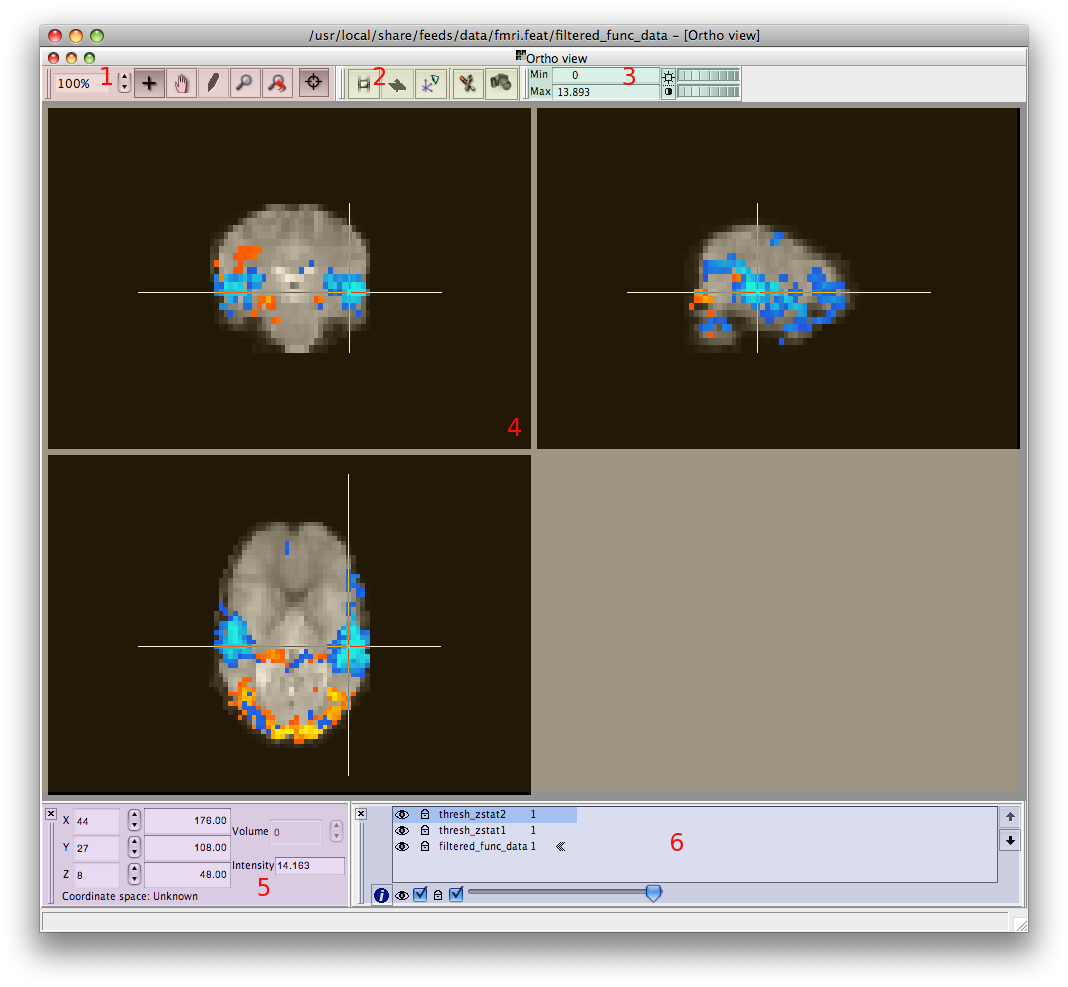 /usr/local/share/feeds/data/fmri.feat/filtered_func_data - [Ortho view]
Ortho view
100% 1 2 Min 0 3
Max 13.893
4
X 44 176.00 Volume 0
Y 27 108.00
Intensity 14.163
Z 8 48.00
5
Coordinate space: Unknown
thresh_zstat2 1
thresh_zstat1 1
filtered_func_data 1
6
i